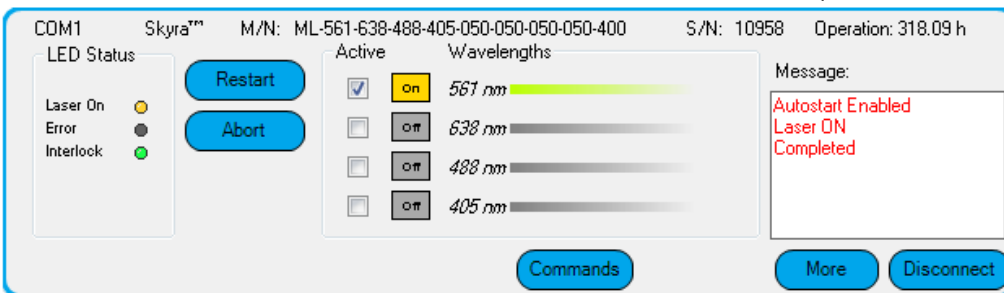 COM1 Skyra™ M/N: ML-561-638-488-405-050-050-050-050-400 S/N: 10958 Operation: 318.09 h
LED Status
Laser On
Error
Interlock
Restart
Abort
Active Wavelengths
On 561 nm
Off 638 nm
Off 488 nm
Off 405 nm
Message:
Autostart Enabled
Laser ON
Completed
Commands
More
Disconnect